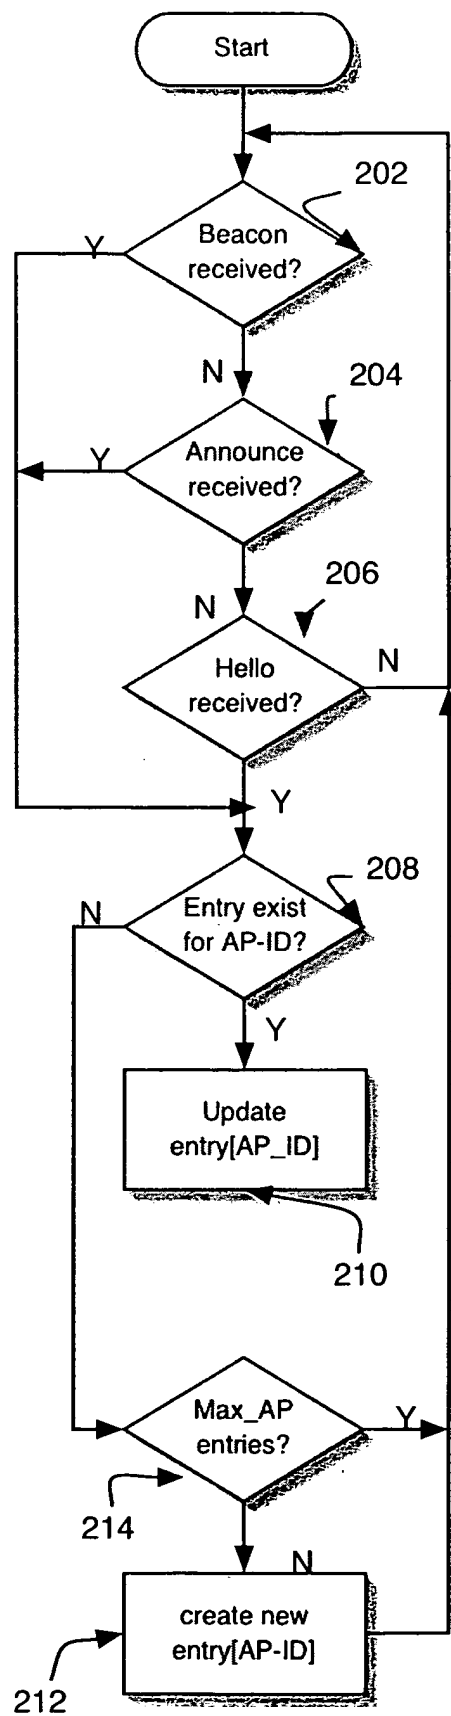 Start
202
Beacon
received?
Y
N
204
Announce
received?
Y
N
206
Hello
received?
N
Y
208
Entry exist
for AP-ID?
N
Y
Update
entry[AP_ID]
210
Max_AP
entries?
Y
214
N
create new
entry[AP-ID]
212